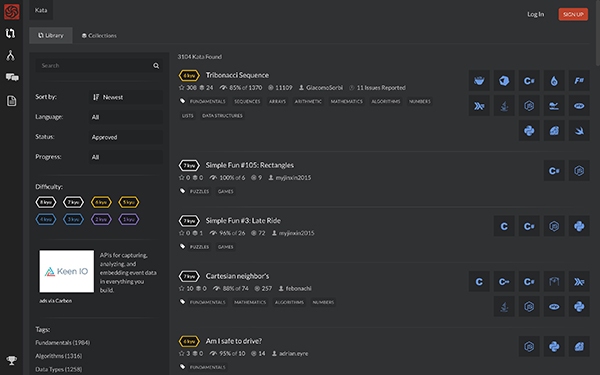 Kata
Log In
SIGN UP
Library
Collections
Search
3104 Kata Found
Sort by:
Newest
Language:
All
Status:
Approved
Progress:
All
Difficulty:
8 kyu 7 kyu 6 kyu 5 kyu
4 kyu 3 kyu 2 kyu 1 kyu
Keen IO
APIs for capturing,
analyzing, and
embedding event data
in everything you
build.
ads via Carbon
Tags:
Fundamentals (1984)
Algorithms (1316)
Data Types (1258)
6 kyu Tribonacci Sequence
308 24 85% of 1370 11109 GiacomoSorbi 11 Issues Reported
FUNDAMENTALS SEQUENCES ARRAYS ARITHMETIC MATHEMATICS ALGORITHMS NUMBERS
LISTS DATA STRUCTURES
C# F#
7 kyu Simple Fun #105: Rectangles
0 0 100% of 6 9 myjinxin2015
PUZZLES GAMES
C#
7 kyu Simple Fun #3: Late Ride
0 1 96% of 26 72 myjinxin2015
PUZZLES GAMES
C C#
7 kyu Cartesian neighbor's
10 0 88% of 74 257 febonachi
FUNDAMENTALS MATHEMATICS ALGORITHMS NUMBERS
C C++ C#
6 kyu Am I safe to drive?
3 0 95% of 10 14 adrian.eyre
FUNDAMENTALS